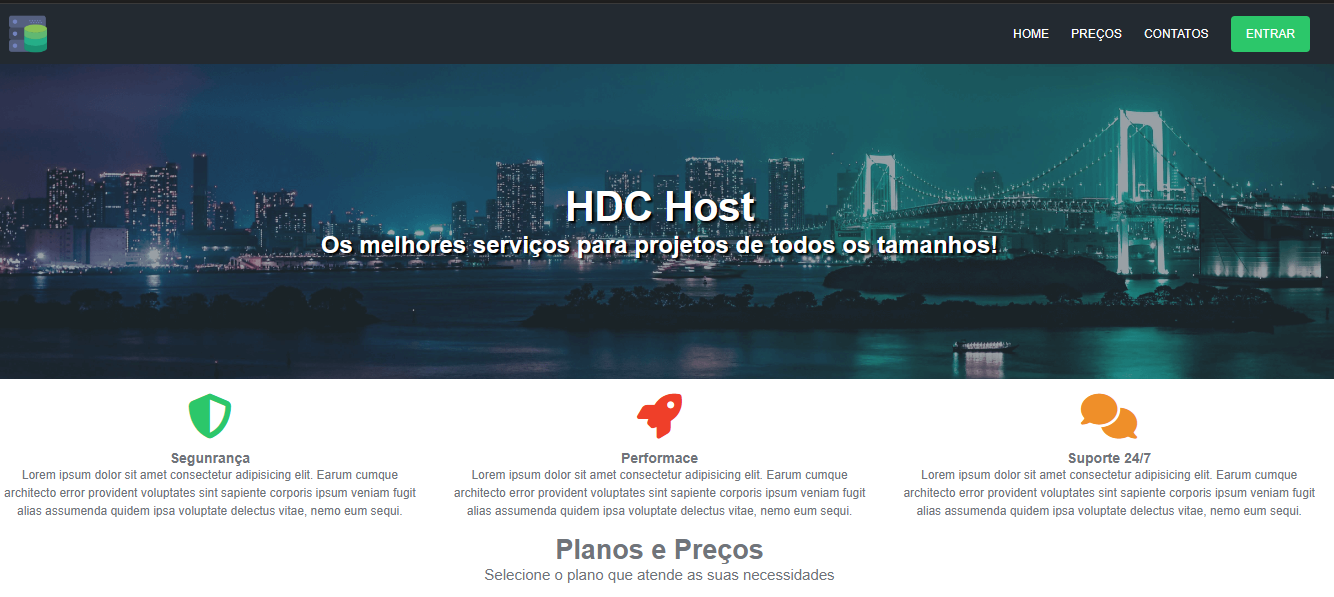 HOME PREÇOS CONTATOS ENTRAR
HDC Host
Os melhores serviços para projetos de todos os tamanhos!
Segunrança
Lorem ipsum dolor sit amet consectetur adipisicing elit. Earum cumque
architecto error provident voluptates sint sapiente corporis ipsum veniam fugit
alias assumenda quidem ipsa voluptate delectus vitae, nemo eum sequi.
Performace
Lorem ipsum dolor sit amet consectetur adipisicing elit. Earum cumque
architecto error provident voluptates sint sapiente corporis ipsum veniam fugit
alias assumenda quidem ipsa voluptate delectus vitae, nemo eum sequi.
Suporte 24/7
Lorem ipsum dolor sit amet consectetur adipisicing elit. Earum cumque
architecto error provident voluptates sint sapiente corporis ipsum veniam fugit
alias assumenda quidem ipsa voluptate delectus vitae, nemo eum sequi.
Planos e Preços
Selecione o plano que atende as suas necessidades